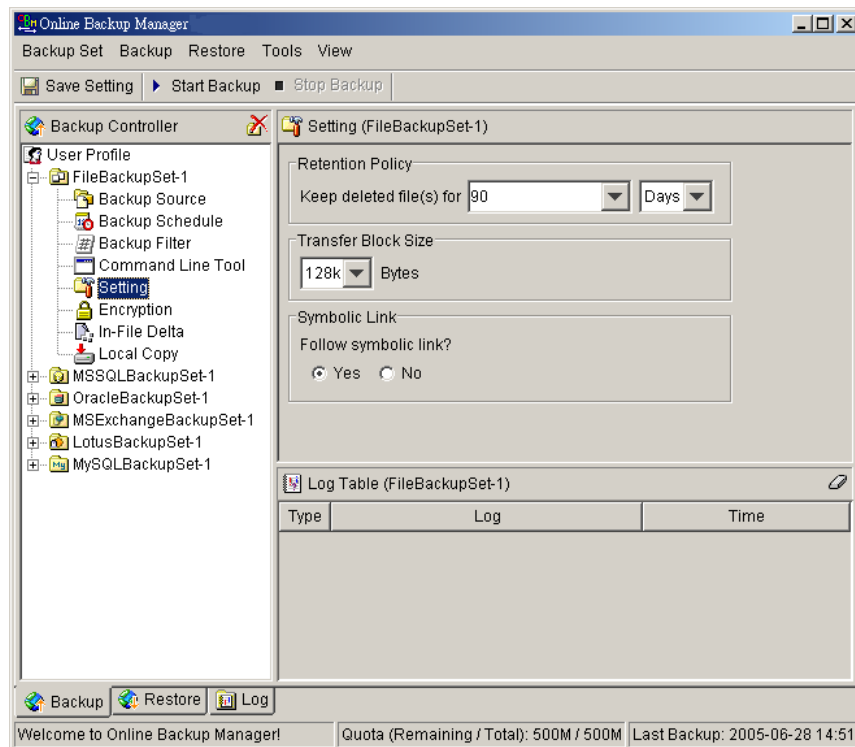 Online Backup Manager
Backup Set Backup Restore Tools View
Save Setting Start Backup Stop Backup
Backup Controller
User Profile
FileBackupSet-1
Backup Source
Backup Schedule
Backup Filter
Command Line Tool
Setting
Encryption
In-File Delta
Local Copy
MSSQLBackupSet-1
OracleBackupSet-1
MSExchangeBackupSet-1
LotusBackupSet-1
MySQLBackupSet-1
Setting (FileBackupSet-1)
Retention Policy
Keep deleted file(s) for 90 Days
Transfer Block Size
128k Bytes
Symbolic Link
Follow symbolic link?
Yes No
Log Table (FileBackupSet-1)
Type Log Time
Backup Restore Log
Welcome to Online Backup Manager! Quota (Remaining / Total): 500M / 500M Last Backup: 2005-06-28 14:51